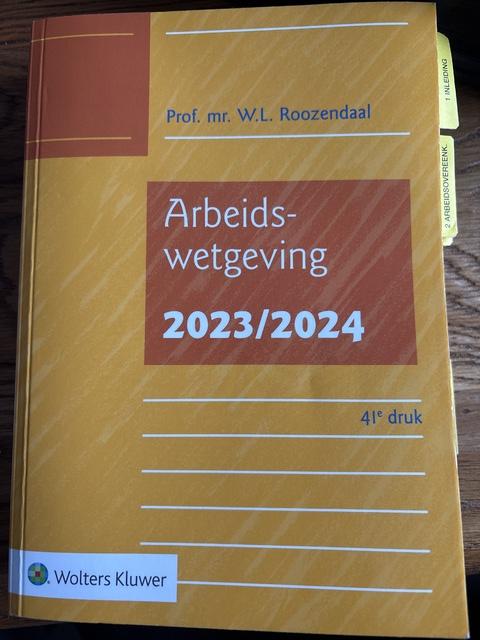 Prof. mr. W.L. Roozendaal
Arbeids-
wetgeving
2023/2024
41e druk
Wolters Kluwer
1 INLEIDING
2 ARBEIDSOVEREENK.